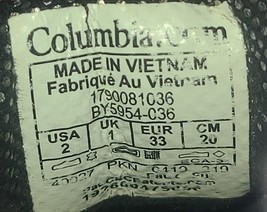 Columbia.com
MADE IN VIETNAM
Fabriqué Au Vietnam
1790081036
BY5954-036
USA UK EUR CM
2 1 33 20
PKN